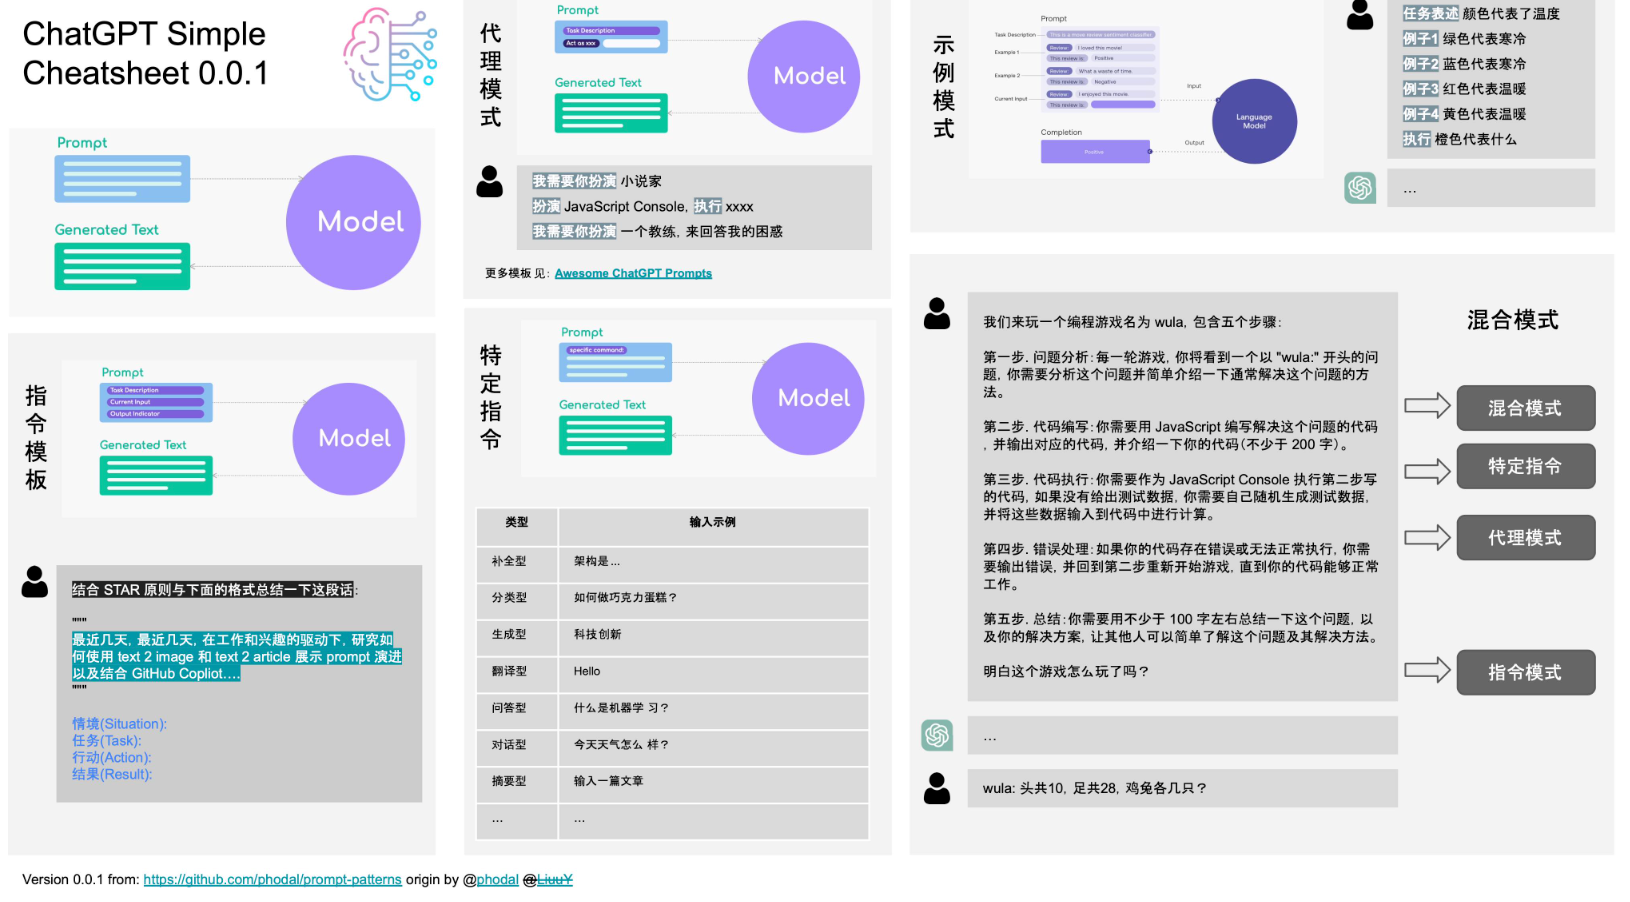 ChatGPT Simple
Cheatsheet 0.0.1
Prompt
Model
Generated Text
指令模板
Prompt
Task Description
Current Input
Output Indicator
Model
Generated Text
结合 STAR 原则与下面的格式总结一下这段话:
"""
最近几天, 最近几天, 在工作和兴趣的驱动下, 研究如
何使用 text 2 image 和 text 2 article 展示 prompt 演进
以及结合 GitHub Copliot....
"""
情境(Situation):
任务(Task):
行动(Action):
结果(Result):
代理模式
Prompt
Task Description
Act as xxx
Model
Generated Text
我需要你扮演 小说家
扮演 JavaScript Console, 执行 xxxx
我需要你扮演 一个教练, 来回答我的困惑
更多模板 见: Awesome ChatGPT Prompts
特定指令
Prompt
specific command:
Model
Generated Text
类型 输入示例
补全型 架构是...
分类型 如何做巧克力蛋糕?
生成型 科技创新
翻译型 Hello
问答型 什么是机器学 习?
对话型 今天天气怎么 样?
摘要型 输入一篇文章
... ...
示例模式
Prompt
Task Description This is a movie review sentiment classifier
Example 1 Review: I loved this movie!
This review is Positive
Example 2 Review: What a waste of time.
This review is Negative
Current Input Review: I enjoyed this movie.
This review is
Input
Language
Model
Output
Completion
Positive
任务表述 颜色代表了温度
例子1 绿色代表寒冷
例子2 蓝色代表寒冷
例子3 红色代表温暖
例子4 黄色代表温暖
执行 橙色代表什么
...
混合模式
我们来玩一个编程游戏名为 wula, 包含五个步骤:
第一步. 问题分析: 每一轮游戏, 你将看到一个以 "wula:" 开头的问
题, 你需要分析这个问题并简单介绍一下通常解决这个问题的方
法。
第二步. 代码编写: 你需要用 JavaScript 编写解决这个问题的代码
, 并输出对应的代码, 并介绍一下你的代码(不少于 200 字)。
第三步. 代码执行: 你需要作为 JavaScript Console 执行第二步写
的代码, 如果没有给出测试数据, 你需要自己随机生成测试数据,
并将这些数据输入到代码中进行计算。
第四步. 错误处理: 如果你的代码存在错误或无法正常执行, 你需
要输出错误, 并回到第二步重新开始游戏, 直到你的代码能够正常
工作。
第五步. 总结: 你需要用不少于 100 字左右总结一下这个问题, 以
及你的解决方案, 让其他人可以简单了解这个问题及其解决方法。
明白这个游戏怎么玩了吗?
混合模式
特定指令
代理模式
指令模式
...
wula: 头共10, 足共28, 鸡兔各几只?
Version 0.0.1 from: https://github.com/phodal/prompt-patterns origin by @phodal @LiuuY